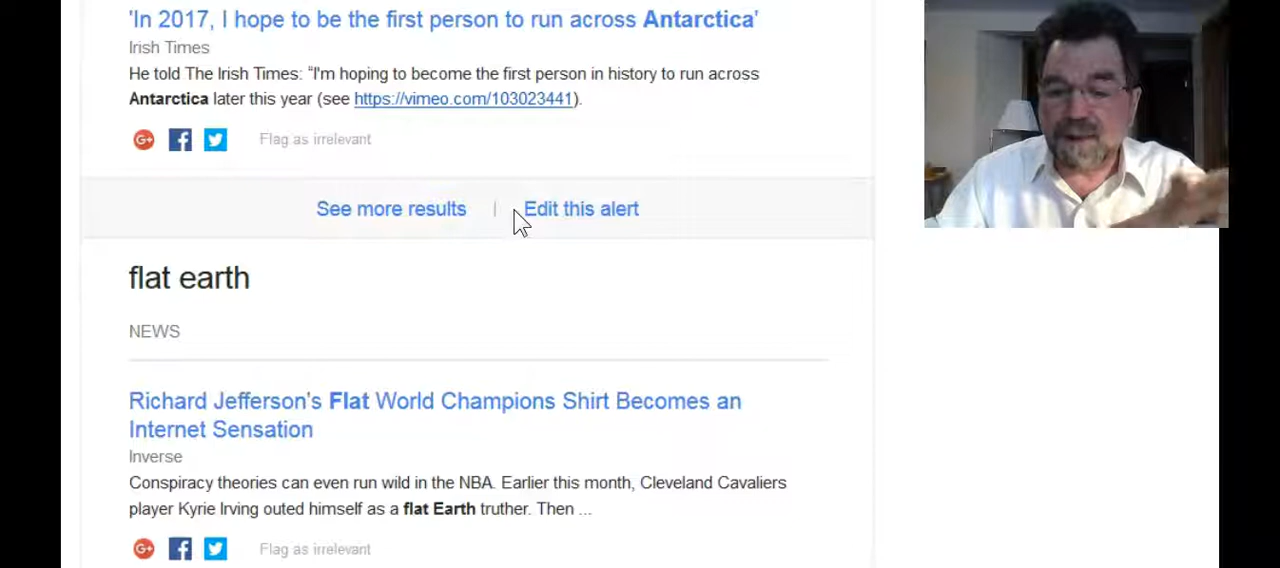 'In 2017, I hope to be the first person to run across Antarctica'
Irish Times
He told The Irish Times: “I'm hoping to become the first person in history to run across
Antarctica later this year (see https://vimeo.com/103023441).
G+ f Flag as irrelevant
See more results | Edit this alert
flat earth
NEWS
Richard Jefferson's Flat World Champions Shirt Becomes an
Internet Sensation
Inverse
Conspiracy theories can even run wild in the NBA. Earlier this month, Cleveland Cavaliers
player Kyrie Irving outed himself as a flat Earth truther. Then ...
G+ f Flag as irrelevant